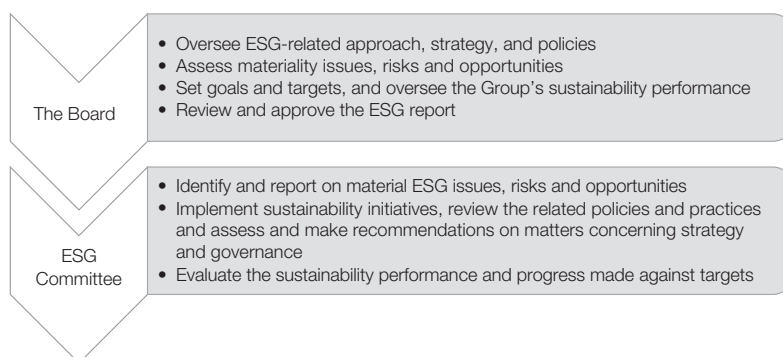 The Board
• Oversee ESG-related approach, strategy, and policies
• Assess materiality issues, risks and opportunities
• Set goals and targets, and oversee the Group's sustainability performance
• Review and approve the ESG report
ESG
Committee
• Identify and report on material ESG issues, risks and opportunities
• Implement sustainability initiatives, review the related policies and practices
and assess and make recommendations on matters concerning strategy
and governance
• Evaluate the sustainability performance and progress made against targets